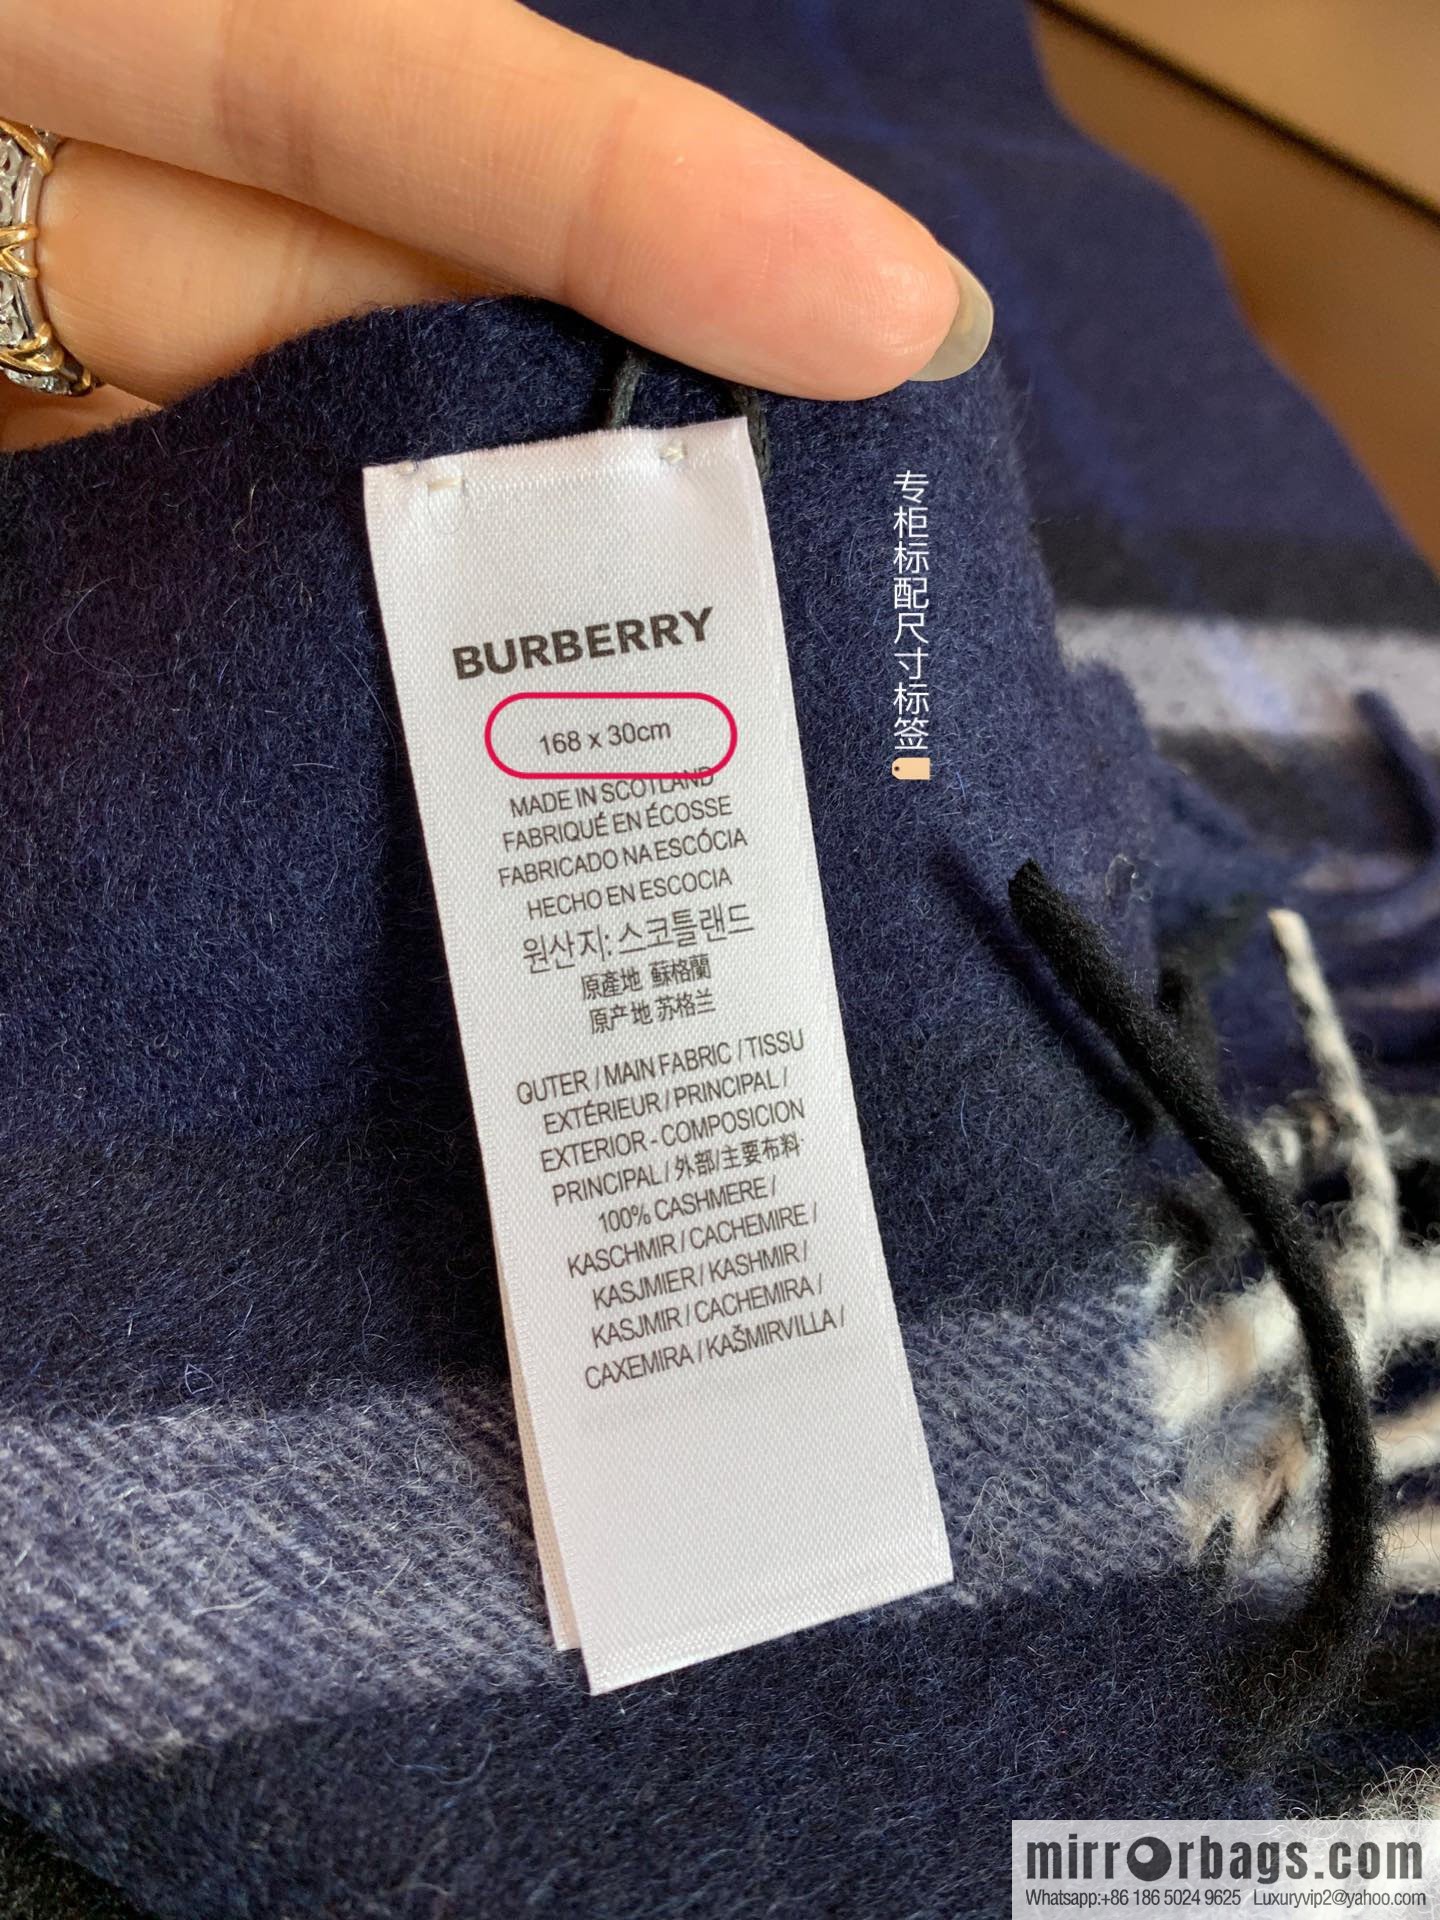 BURBERRY
168 x 30cm
MADE IN SCOTLAND
FABRIQUÉ EN ÉCOSSE
FABRICADO NA ESCÓCIA
HECHO EN ESCOCIA
원산지: 스코틀랜드
原產地 蘇格蘭
原产地 苏格兰
OUTER / MAIN FABRIC / TISSU
EXTÉRIEUR / PRINCIPAL /
EXTERIOR - COMPOSICION
PRINCIPAL / 外部/主要布料
100% CASHMERE /
KASCHMIR / CACHEMIRE /
KASJMIER / KASHMIR /
KASJMIR / CACHEMIRA /
CAXEMIRA / KAŠMIRVILLA /
专柜标配尺寸标签
mirrorbags.com
Whatsapp:+86 186 5024 9625 Luxuryvip2@yahoo.com